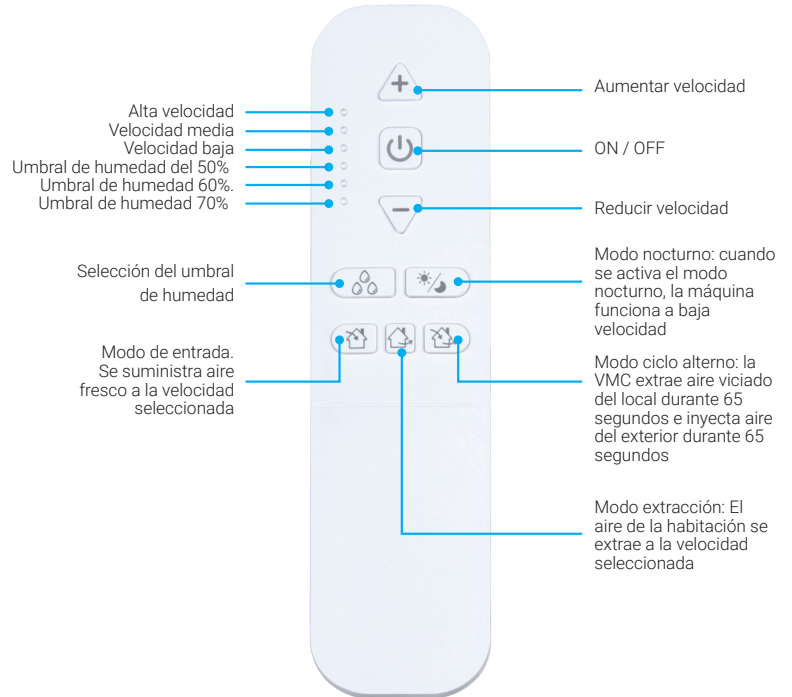 Alta velocidad
Velocidad media
Velocidad baja
Umbral de humedad del 50%
Umbral de humedad 60%.
Umbral de humedad 70%
Selección del umbral
de humedad
Modo de entrada.
Se suministra aire
fresco a la velocidad
seleccionada
Aumentar velocidad
ON / OFF
Reducir velocidad
Modo nocturno: cuando
se activa el modo
nocturno, la máquina
funciona a baja
velocidad
Modo ciclo alterno: la
VMC extrae aire viciado
del local durante 65
segundos e inyecta aire
del exterior durante 65
segundos
Modo extracción: El
aire de la habitación se
extrae a la velocidad
seleccionada